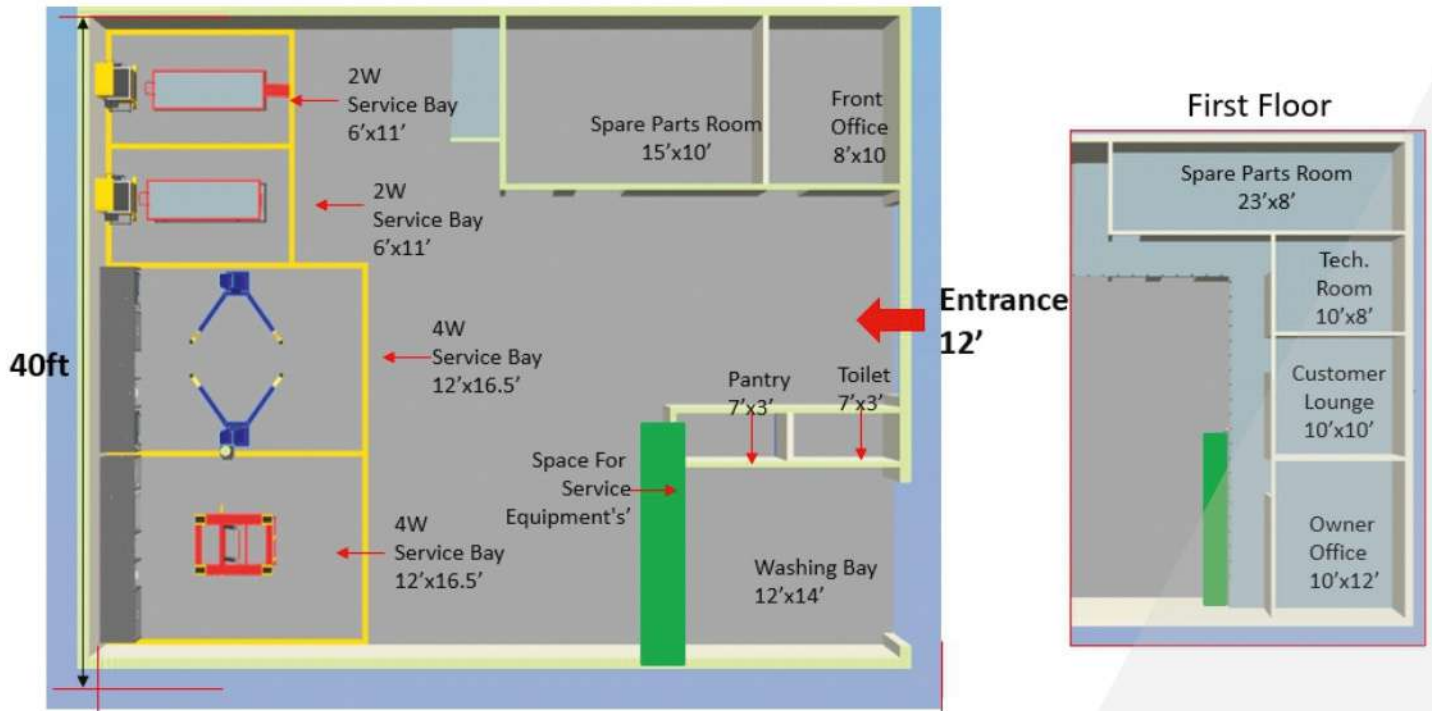 2W
Service Bay
6’x11’
2W
Service Bay
6’x11’
4W
Service Bay
12’x16.5’
4W
Service Bay
12’x16.5’
40ft
Spare Parts Room
15’x10’
Front
Office
8’x10
Entrance
12’
Pantry
7’x3’
Toilet
7’x3’
Space For
Service
Equipment's’
Washing Bay
12’x14’
First Floor
Spare Parts Room
23’x8’
Tech.
Room
10’x8’
Customer
Lounge
10’x10’
Owner
Office
10’x12’